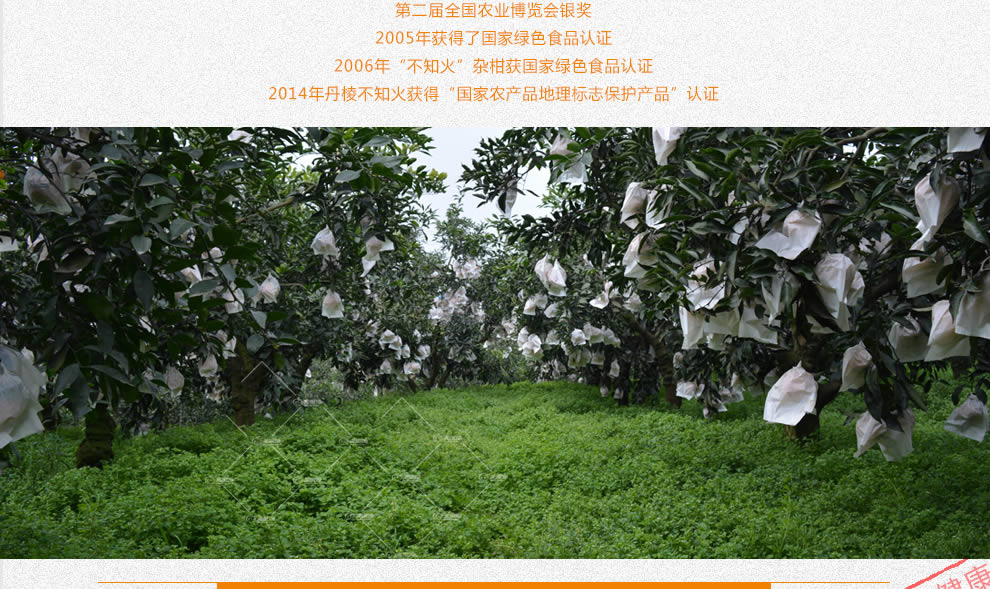 第二届全国农业博览会银奖
2005年获得了国家绿色食品认证
2006年“不知火”杂柑获国家绿色食品认证
2014年丹棱不知火获得“国家农产品地理标志保护产品”认证
健康